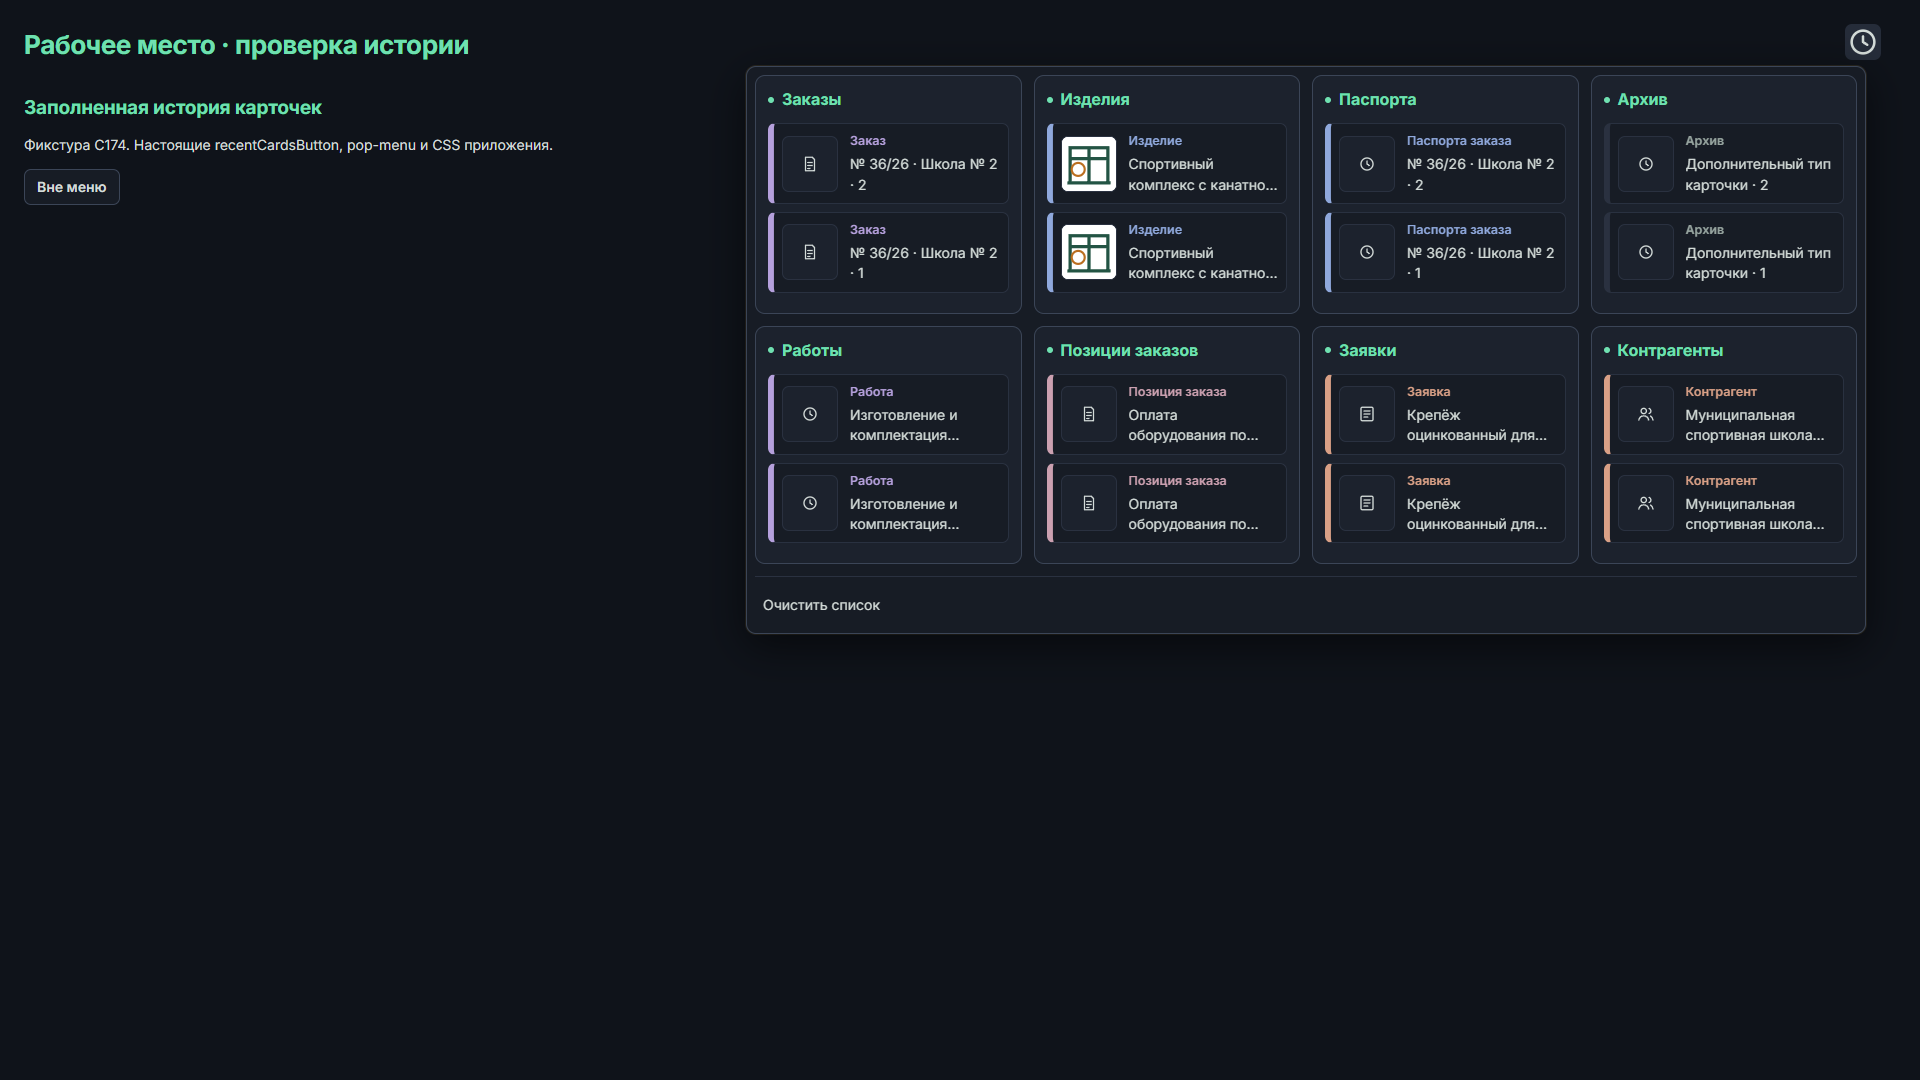 Рабочее место · проверка истории
Заполненная история карточек
Фикстура C174. Настоящие recentCardsButton, pop-menu и CSS приложения.
Вне меню
Заказы
Заказ
№ 36/26 · Школа № 2
· 2
Заказ
№ 36/26 · Школа № 2
· 1
Изделия
Изделие
Спортивный
комплекс с канатно...
Изделие
Спортивный
комплекс с канатно...
Паспорта
Паспорта заказа
№ 36/26 · Школа № 2
· 2
Паспорта заказа
№ 36/26 · Школа № 2
· 1
Архив
Архив
Дополнительный тип
карточки · 2
Архив
Дополнительный тип
карточки · 1
Работы
Работа
Изготовление и
комплектация...
Работа
Изготовление и
комплектация...
Позиции заказов
Позиция заказа
Оплата
оборудования по...
Позиция заказа
Оплата
оборудования по...
Заявки
Заявка
Крепёж
оцинкованный для...
Заявка
Крепёж
оцинкованный для...
Контрагенты
Контрагент
Муниципальная
спортивная школа...
Контрагент
Муниципальная
спортивная школа...
Очистить список